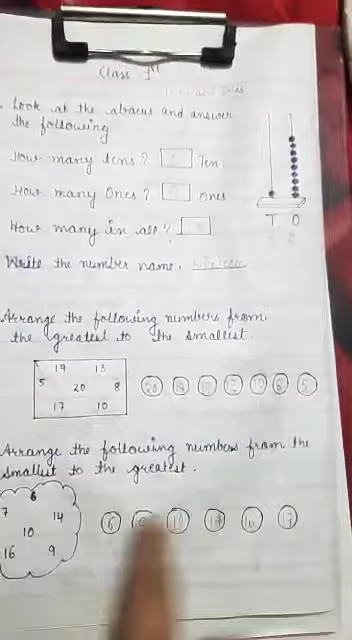 Class 1st
Look at the abacus and answer
the following
How many tens? Ten
How many Ones? ones
How many in all?
T O
Write the number name.
Arrange the following numbers from
the greatest to the smallest.
19 13
5 20 8
17 10
20 19 17 13 10 8 5
Arrange the following numbers from the
smallest to the greatest.
6
7 14
10
16 9
6